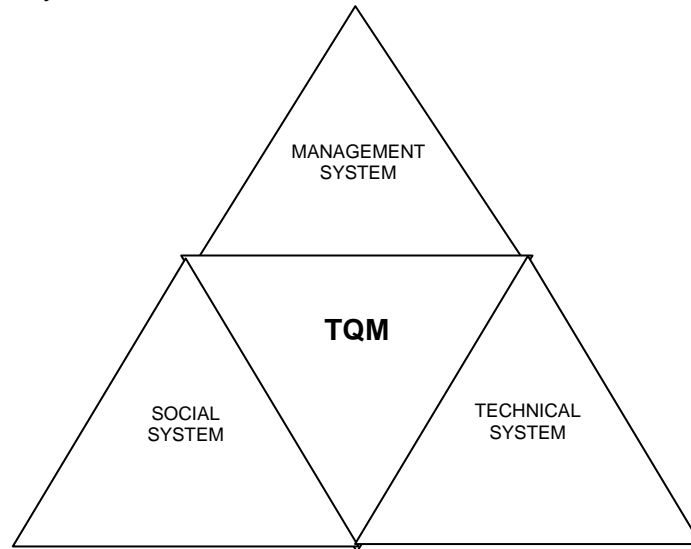 MANAGEMENT
SYSTEM
TQM
SOCIAL
SYSTEM
TECHNICAL
SYSTEM